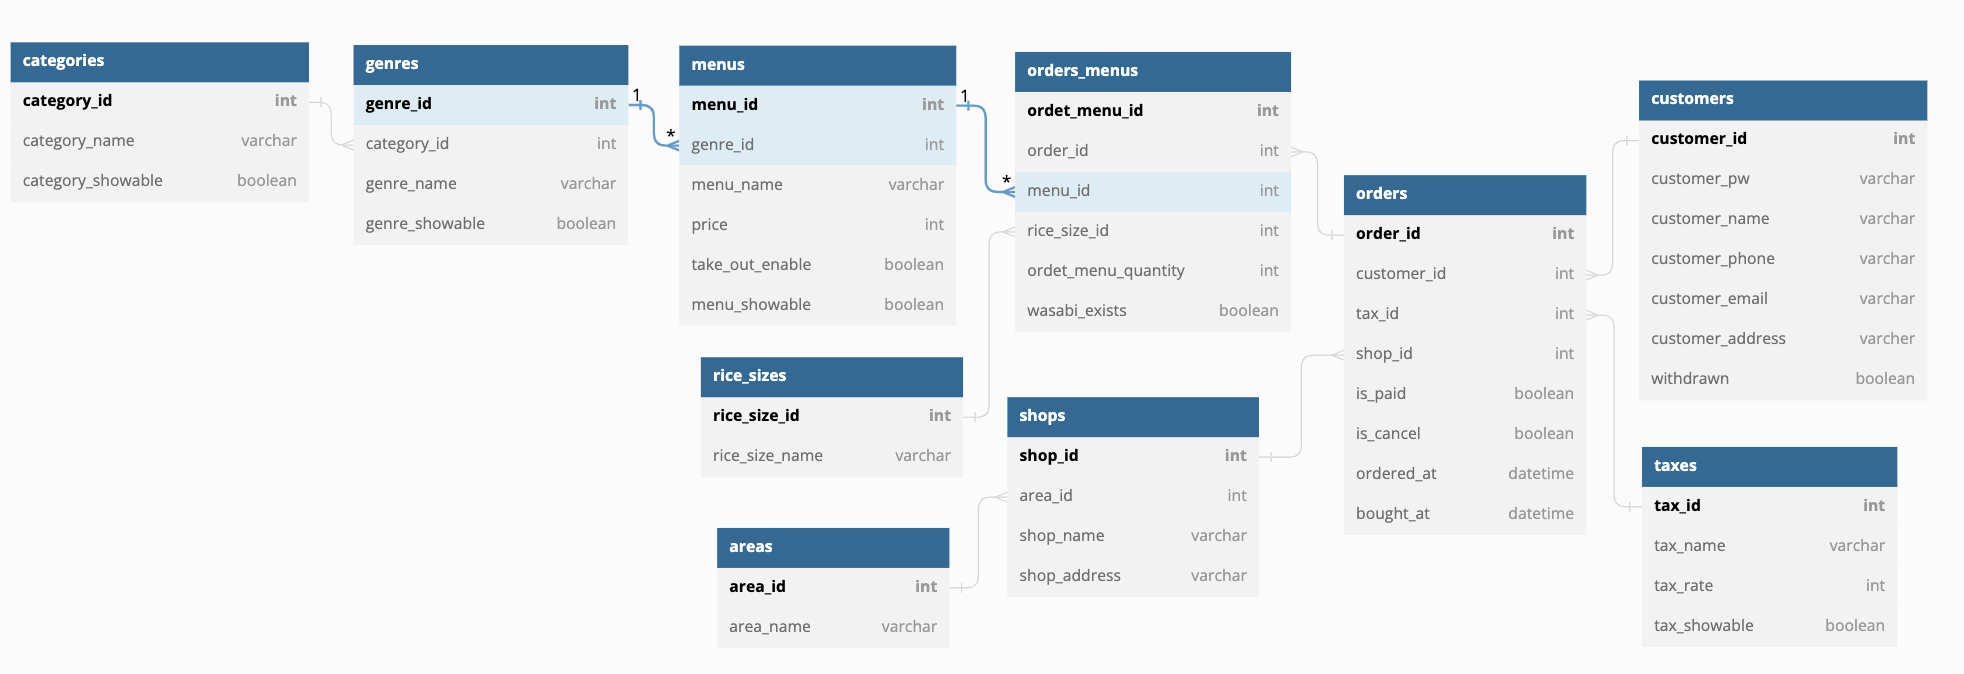 categories
category_id int
category_name varchar
category_showable boolean
genres
genre_id int
category_id int
genre_name varchar
genre_showable boolean
1
*
menus
menu_id int
genre_id int
menu_name varchar
price int
take_out_enable boolean
menu_showable boolean
1
*
orders_menus
ordet_menu_id int
order_id int
menu_id int
rice_size_id int
ordet_menu_quantity int
wasabi_exists boolean
rice_sizes
rice_size_id int
rice_size_name varchar
areas
area_id int
area_name varchar
shops
shop_id int
area_id int
shop_name varchar
shop_address varchar
orders
order_id int
customer_id int
tax_id int
shop_id int
is_paid boolean
is_cancel boolean
ordered_at datetime
bought_at datetime
customers
customer_id int
customer_pw varchar
customer_name varchar
customer_phone varchar
customer_email varchar
customer_address varcher
withdrawn boolean
taxes
tax_id int
tax_name varchar
tax_rate int
tax_showable boolean